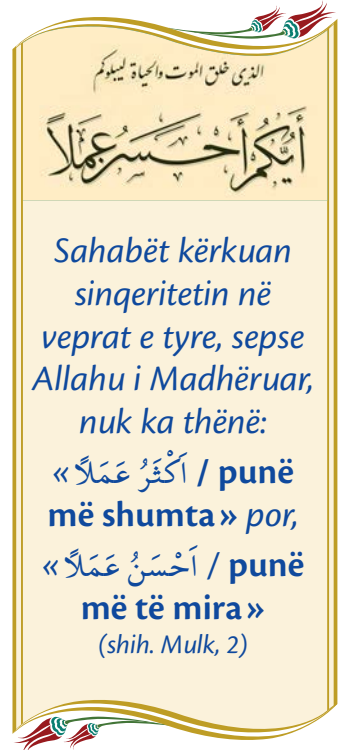 الذي خلق الموت والحياة ليبلوكم
أيكم أحسن عملاً
Sahabët kërkuan
sinqeritetin në
veprat e tyre, sepse
Allahu i Madhëruar,
nuk ka thënë:
«اَكْثَرُ عَمَلاً / punë
më shumta» por,
«اَحْسَنُ عَمَلاً / punë
më të mira»
(shih. Mulk, 2)